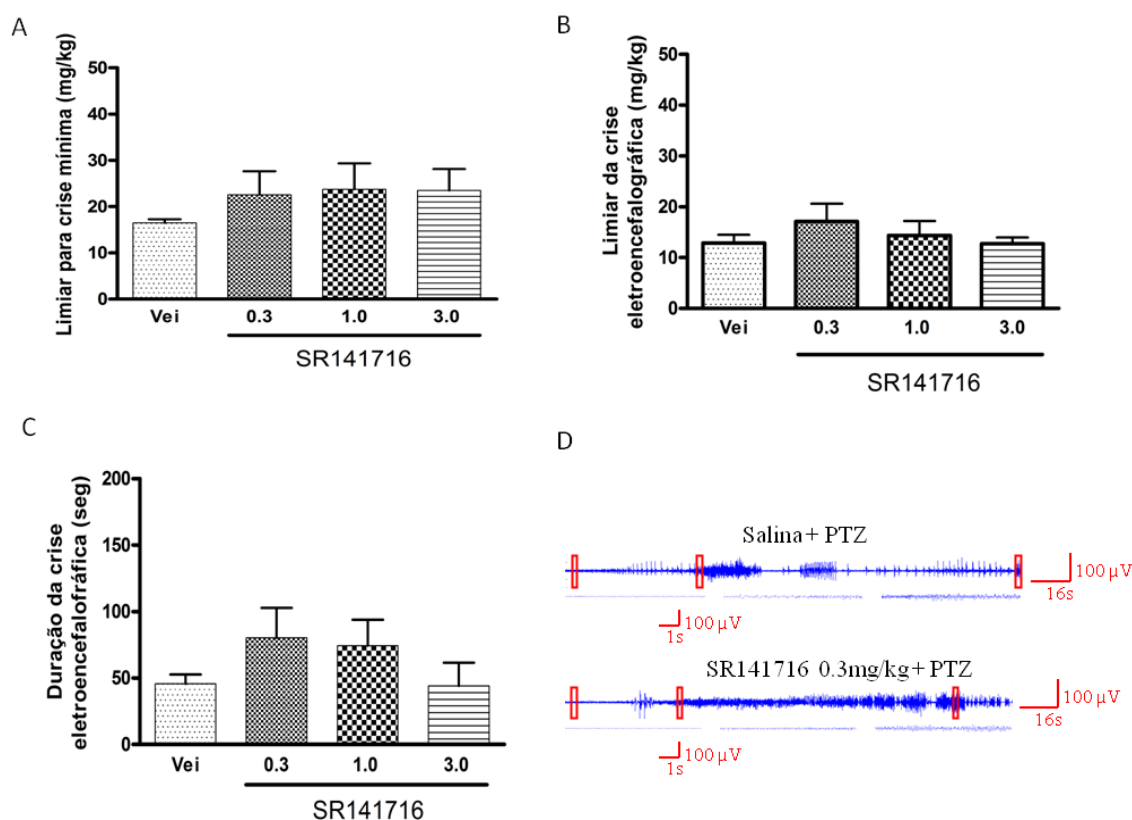 A
Limiar para crise mínima (mg/kg)
50
40
30
20
10
0
Vei
0.3
1.0
3.0
SR141716
B
Limiar da crise
eletroencefalográfica (mg/kg)
50
40
30
20
10
0
Vei
0.3
1.0
3.0
SR141716
C
Duração da crise
eletroencefalofráfica (seg)
200
150
100
50
0
Vei
0.3
1.0
3.0
SR141716
D
Salina + PTZ
100 µV
16s
100 µV
1s
SR141716 0.3mg/kg + PTZ
100 µV
16s
100 µV
1s